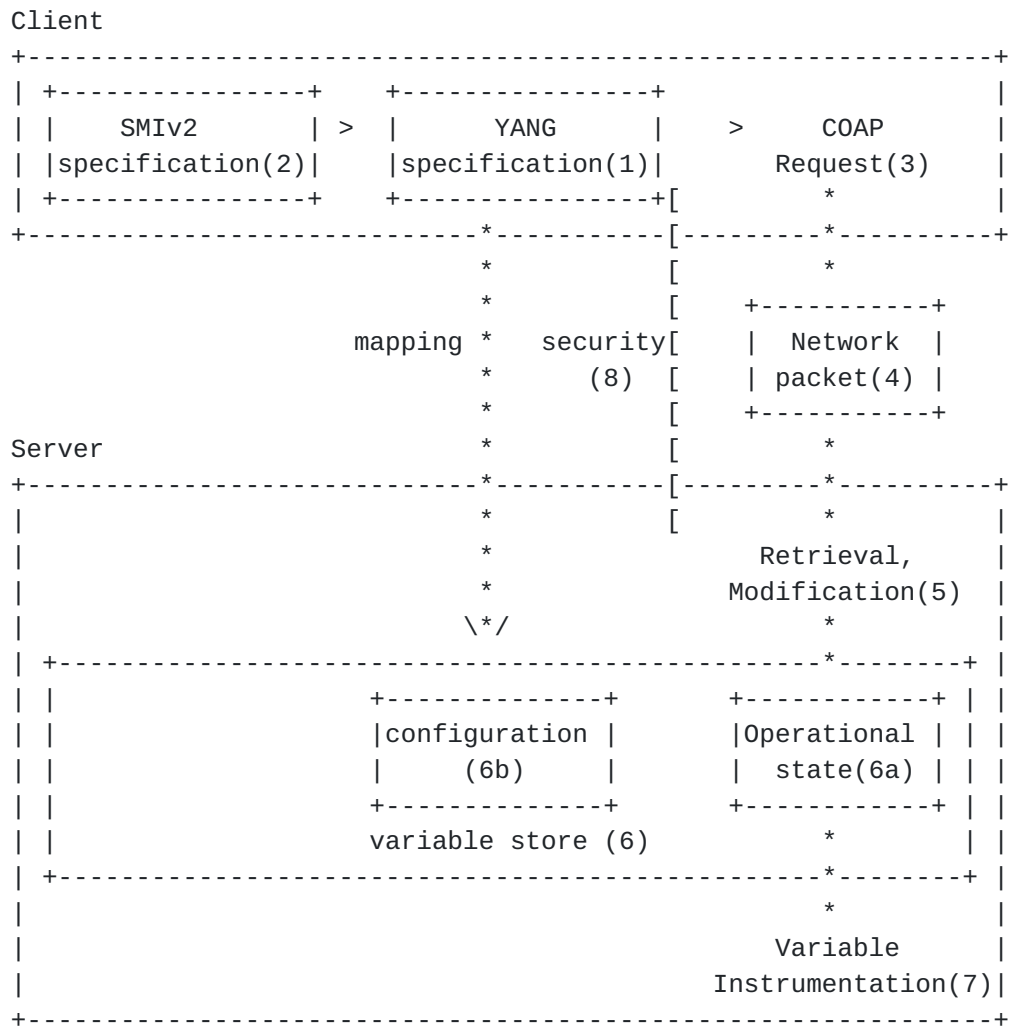 Client
+--------------------------------------------------------------+
| +----------------+    +----------------+                     |
| |    SMIv2       | >  |      YANG      |    >     COAP       |
| |specification(2)|    |specification(1)|       Request(3)    |
| +----------------+    +----------------+[         *          |
+-----------------------------*-----------[---------*----------+
                              *           [         *
                              *           [    +-----------+
                      mapping *   security[    |  Network  |
                              *      (8)  [    | packet(4) |
                              *           [    +-----------+
Server                        *           [         *
+-----------------------------*-----------[---------*----------+
|                             *           [         *          |
|                             *                 Retrieval,     |
|                             *               Modification(5)  |
|                            \*/                    *          |
| +-------------------------------------------------*--------+ |
| |                    +--------------+       +------------+ | |
| |                    |configuration |       |Operational | | |
| |                    |     (6b)     |       |  state(6a) | | |
| |                    +--------------+       +------------+ | |
| |                    variable store (6)           *        | |
| +-------------------------------------------------*--------+ |
|                                                   *          |
|                                                Variable      |
|                                            Instrumentation(7)|
+--------------------------------------------------------------+